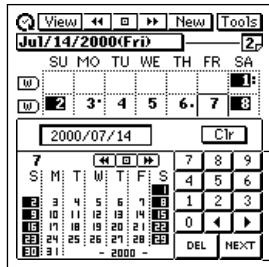 View New Tools
Jul/14/2000(Fri) 2
SU MO TU WE TH FR SA
W 1
W 2 3 4 5 6 7 8
2000/07/14 Clr
7 7 8 9
S M T W T F S 4 5 6
1 1 2 3
2 3 4 5 6 7 8 0
9 10 11 12 13 14 15
16 17 18 19 20 21 22 DEL NEXT
23 24 25 26 27 28 29
30 31 - 2000 -